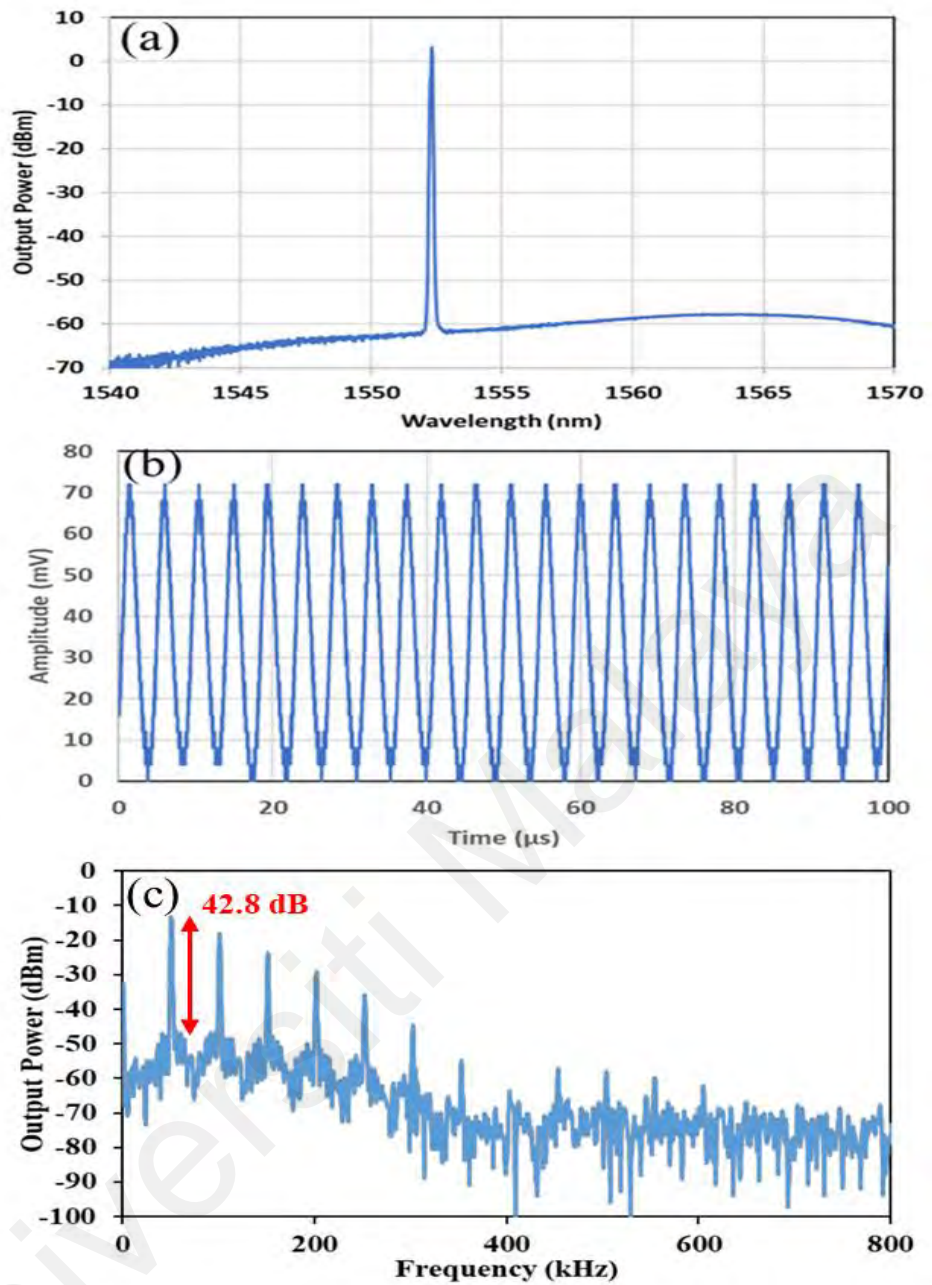 (a)
10
0
-10
-20
-30
-40
-50
-60
-70
Output Power (dBm)
1540 1545 1550 1555 1560 1565 1570
Wavelength (nm)
(b)
80
70
60
50
40
30
20
10
0
Amplitude (mV)
0 20 40 60 80 100
Time (µs)
(c)
42.8 dB
0
-10
-20
-30
-40
-50
-60
-70
-80
-90
-100
Output Power (dBm)
0 200 400 600 800
Frequency (kHz)
iversiti Malaya